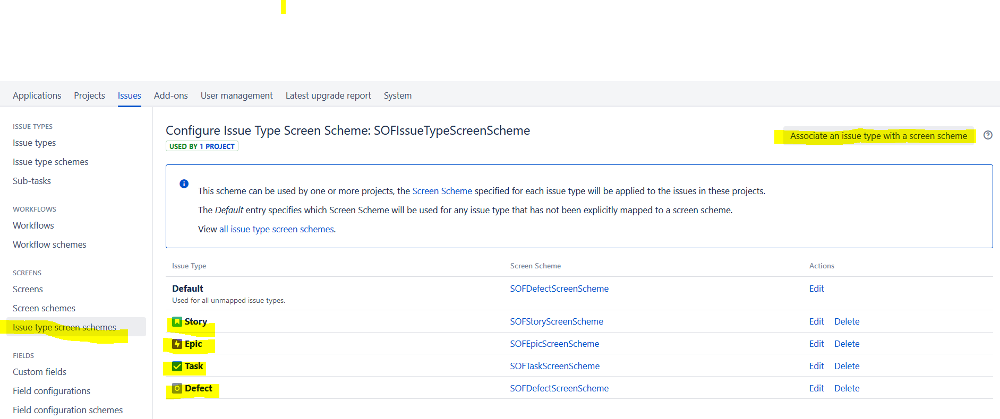 Applications Projects Issues Add-ons User management Latest upgrade report System
ISSUE TYPES
Issue types
Issue type schemes
Sub-tasks
WORKFLOWS
Workflows
Workflow schemes
SCREENS
Screens
Screen schemes
Issue type screen schemes
FIELDS
Custom fields
Field configurations
Field configuration schemes
Configure Issue Type Screen Scheme: SOFIssueTypeScreenScheme
USED BY 1 PROJECT
Associate an issue type with a screen scheme
This scheme can be used by one or more projects, the Screen Scheme specified for each issue type will be applied to the issues in these projects.
The Default entry specifies which Screen Scheme will be used for any issue type that has not been explicitly mapped to a screen scheme.
View all issue type screen schemes.
Issue Type Screen Scheme Actions
Default SOFDefectScreenScheme Edit
Used for all unmapped issue types.
Story SOFStoryScreenScheme Edit Delete
Epic SOFEpicScreenScheme Edit Delete
Task SOFTaskScreenScheme Edit Delete
Defect SOFDefectScreenScheme Edit Delete